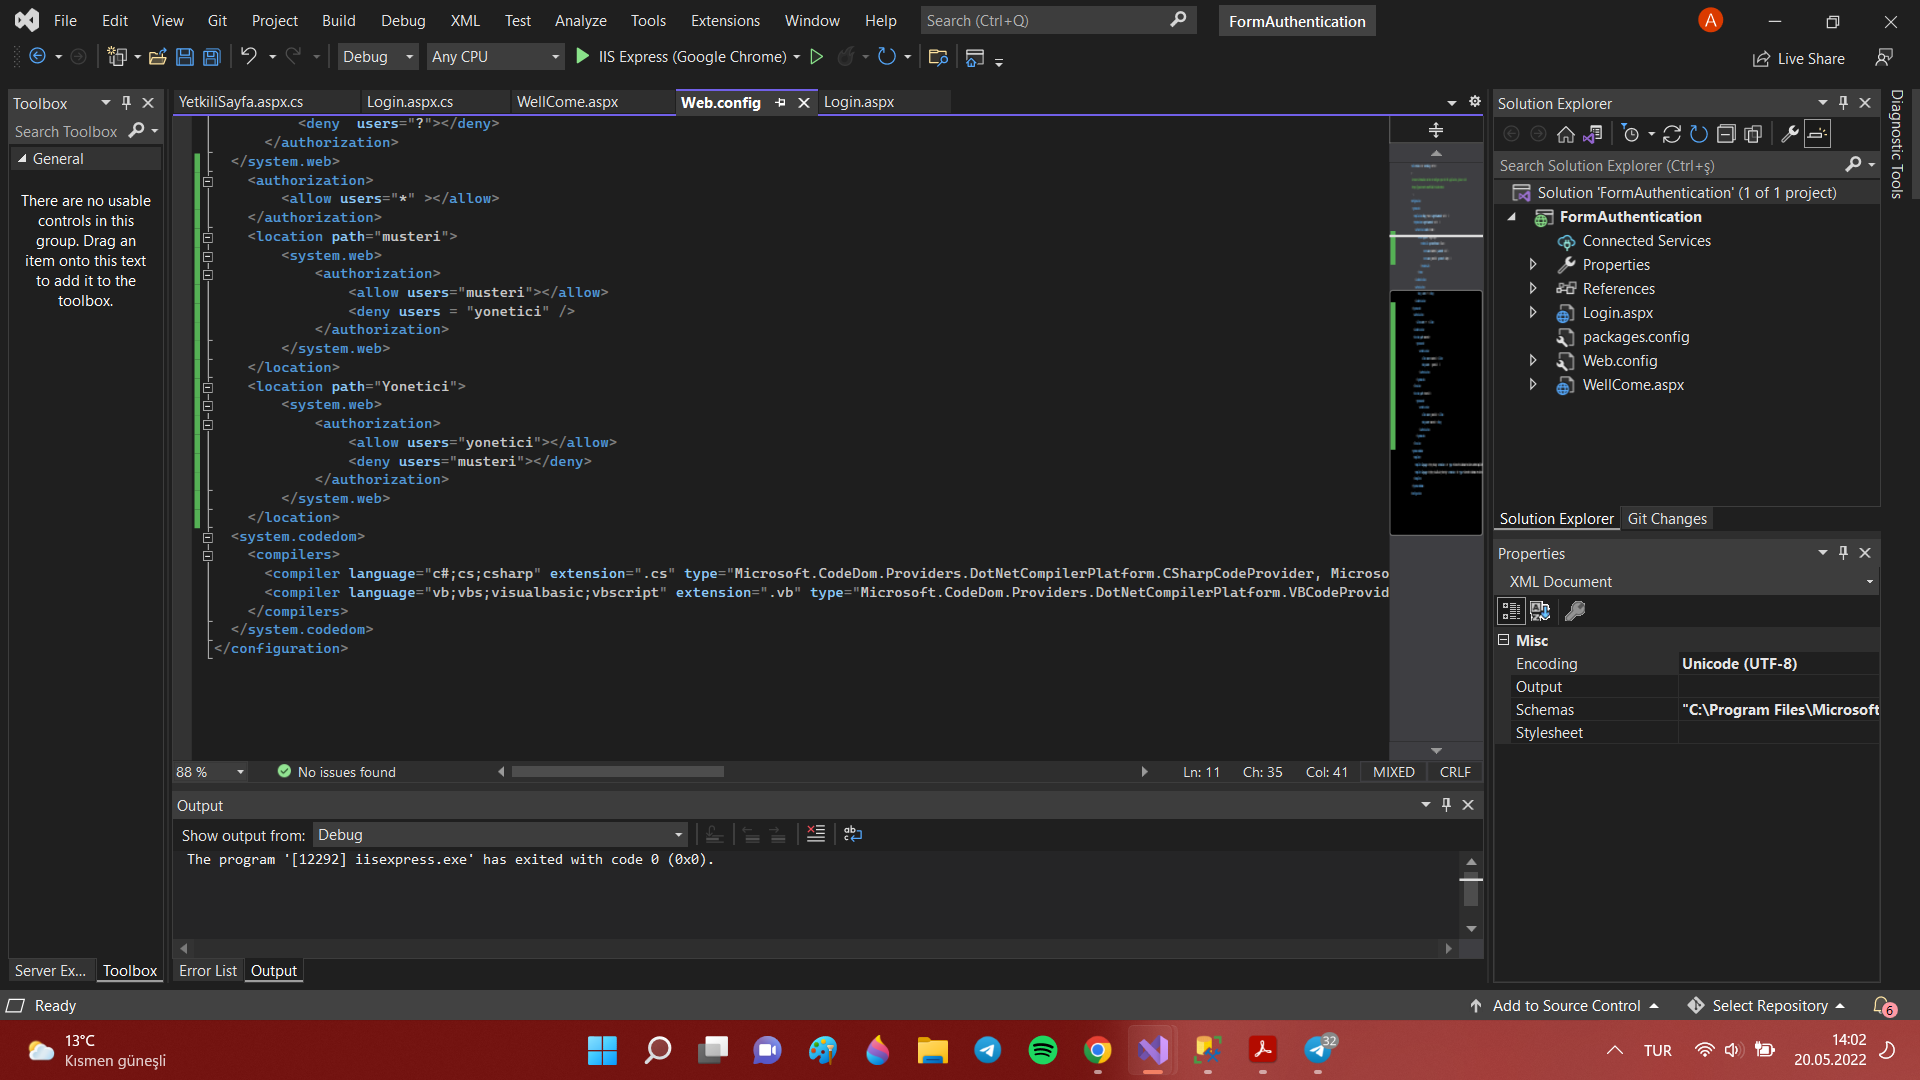 File Edit View Git Project Build Debug XML Test Analyze Tools Extensions Window Help Search (Ctrl+Q) FormAuthentication A
Debug Any CPU IIS Express (Google Chrome) Live Share
Toolbox
Search Toolbox
General
There are no usable
controls in this
group. Drag an
item onto this text
to add it to the
toolbox.
Server Ex... Toolbox
YetkiliSayfa.aspx.cs Login.aspx.cs WellCome.aspx Web.config Login.aspx
<deny  users="?"></deny>
</authorization>
</system.web>
<authorization>
<allow users="*" ></allow>
</authorization>
<location path="musteri">
<system.web>
<authorization>
<allow users="musteri"></allow>
<deny users = "yonetici" />
</authorization>
</system.web>
</location>
<location path="Yonetici">
<system.web>
<authorization>
<allow users="yonetici"></allow>
<deny users="musteri"></deny>
</authorization>
</system.web>
</location>
<system.codedom>
<compilers>
<compiler language="c#;cs;csharp" extension=".cs" type="Microsoft.CodeDom.Providers.DotNetCompilerPlatform.CSharpCodeProvider, Microso
<compiler language="vb;vbs;visualbasic;vbscript" extension=".vb" type="Microsoft.CodeDom.Providers.DotNetCompilerPlatform.VBCodeProvid
</compilers>
</system.codedom>
</configuration>
88 % No issues found Ln: 11 Ch: 35 Col: 41 MIXED CRLF
Output
Show output from: Debug
The program '[12292] iisexpress.exe' has exited with code 0 (0x0).
Error List Output
Solution Explorer
Search Solution Explorer (Ctrl+ş)
Solution 'FormAuthentication' (1 of 1 project)
FormAuthentication
Connected Services
Properties
References
Login.aspx
packages.config
Web.config
WellCome.aspx
Solution Explorer Git Changes
Properties
XML Document
Misc
Encoding Unicode (UTF-8)
Output
Schemas "C:\Program Files\Microsoft
Stylesheet
Diagnostic Tools
Ready Add to Source Control Select Repository 6
13°C
Kısmen güneşli
32
TUR
14:02
20.05.2022